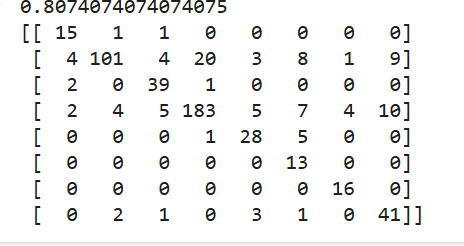 0.8074074074074075
[[ 15 1 1 0 0 0 0 0]
[ 4 101 4 20 3 8 1 9]
[ 2 0 39 1 0 0 0 0]
[ 2 4 5 183 5 7 4 10]
[ 0 0 0 1 28 5 0 0]
[ 0 0 0 0 0 13 0 0]
[ 0 0 0 0 0 0 16 0]
[ 0 2 1 0 3 1 0 41]]